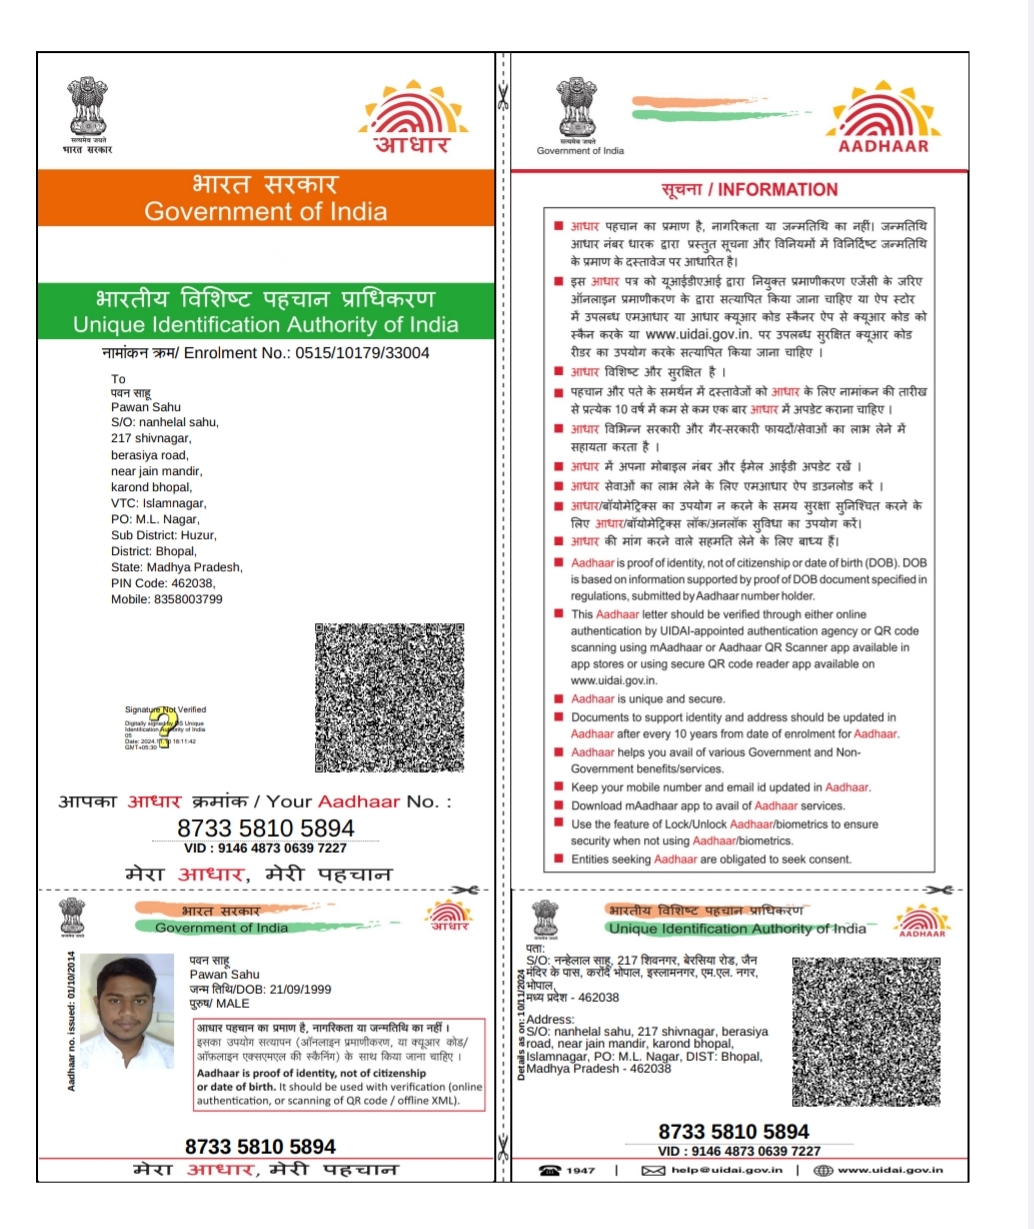 सत्यमेव जयते
भारत सरकार
आधार
भारत सरकार
Government of India
भारतीय विशिष्ट पहचान प्राधिकरण
Unique Identification Authority of India
नामांकन क्रम/ Enrolment No.: 0515/10179/33004
To
पवन साहू
Pawan Sahu
S/O: nanhelal sahu,
217 shivnagar,
berasiya road,
near jain mandir,
karond bhopal,
VTC: Islamnagar,
PO: M.L. Nagar,
Sub District: Huzur,
District: Bhopal,
State: Madhya Pradesh,
PIN Code: 462038,
Mobile: 8358003799
Signature Not Verified
Digitally signed by DS Unique
Identification Authority of India
05
Date: 2024.11. 16:11:42
GMT+05:30
आपका आधार क्रमांक / Your Aadhaar No. :
8733 5810 5894
VID : 9146 4873 0639 7227
मेरा आधार, मेरी पहचान
भारत सरकार
Government of India
आधार
Aadhaar no. issued: 01/10/2014
पवन साहू
Pawan Sahu
जन्म तिथि/DOB: 21/09/1999
पुरुष/ MALE
आधार पहचान का प्रमाण है, नागरिकता या जन्मतिथि का नहीं ।
इसका उपयोग सत्यापन (ऑनलाइन प्रमाणीकरण, या क्यूआर कोड/
ऑफ़लाइन एक्सएमएल की स्कैनिंग) के साथ किया जाना चाहिए ।
Aadhaar is proof of identity, not of citizenship
or date of birth. It should be used with verification (online
authentication, or scanning of QR code / offline XML).
8733 5810 5894
मेरा आधार, मेरी पहचान
सत्यमेव जयते
Government of India
AADHAAR
सूचना / INFORMATION
आधार पहचान का प्रमाण है, नागरिकता या जन्मतिथि का नहीं। जन्मतिथि
आधार नंबर धारक द्वारा प्रस्तुत सूचना और विनियमों में विनिर्दिष्ट जन्मतिथि
के प्रमाण के दस्तावेज पर आधारित है।
इस आधार पत्र को यूआईडीएआई द्वारा नियुक्त प्रमाणीकरण एजेंसी के जरिए
ऑनलाइन प्रमाणीकरण के द्वारा सत्यापित किया जाना चाहिए या ऐप स्टोर
में उपलब्ध एमआधार या आधार क्यूआर कोड स्कैनर ऐप से क्यूआर कोड को
स्कैन करके या www.uidai.gov.in. पर उपलब्ध सुरक्षित क्यूआर कोड
रीडर का उपयोग करके सत्यापित किया जाना चाहिए ।
आधार विशिष्ट और सुरक्षित है ।
पहचान और पते के समर्थन में दस्तावेजों को आधार के लिए नामांकन की तारीख
से प्रत्येक 10 वर्ष में कम से कम एक बार आधार में अपडेट कराना चाहिए ।
आधार विभिन्न सरकारी और गैर-सरकारी फायदों/सेवाओं का लाभ लेने में
सहायता करता है ।
आधार में अपना मोबाइल नंबर और ईमेल आईडी अपडेट रखें ।
आधार सेवाओं का लाभ लेने के लिए एमआधार ऐप डाउनलोड करें ।
आधार/बॉयोमेट्रिक्स का उपयोग न करने के समय सुरक्षा सुनिश्चित करने के
लिए आधार/बॉयोमेट्रिक्स लॉक/अनलॉक सुविधा का उपयोग करें।
आधार की मांग करने वाले सहमति लेने के लिए बाध्य हैं।
Aadhaar is proof of identity, not of citizenship or date of birth (DOB). DOB
is based on information supported by proof of DOB document specified in
regulations, submitted by Aadhaar number holder.
This Aadhaar letter should be verified through either online
authentication by UIDAI-appointed authentication agency or QR code
scanning using mAadhaar or Aadhaar QR Scanner app available in
app stores or using secure QR code reader app available on
www.uidai.gov.in.
Aadhaar is unique and secure.
Documents to support identity and address should be updated in
Aadhaar after every 10 years from date of enrolment for Aadhaar.
Aadhaar helps you avail of various Government and Non-
Government benefits/services.
Keep your mobile number and email id updated in Aadhaar.
Download mAadhaar app to avail of Aadhaar services.
Use the feature of Lock/Unlock Aadhaar/biometrics to ensure
security when not using Aadhaar/biometrics.
Entities seeking Aadhaar are obligated to seek consent.
भारतीय विशिष्ट पहचान प्राधिकरण
Unique Identification Authority of India
AADHAAR
Details as on: 10/11/2024
पता:
S/O: नन्हेलाल साहू, 217 शिवनगर, बेरसिया रोड, जैन
मंदिर के पास, करोंद भोपाल, इस्लामनगर, एम.एल. नगर,
भोपाल,
मध्य प्रदेश - 462038
Address:
S/O: nanhelal sahu, 217 shivnagar, berasiya
road, near jain mandir, karond bhopal,
Islamnagar, PO: M.L. Nagar, DIST: Bhopal,
Madhya Pradesh - 462038
8733 5810 5894
VID : 9146 4873 0639 7227
1947 | help@uidai.gov.in | www.uidai.gov.in